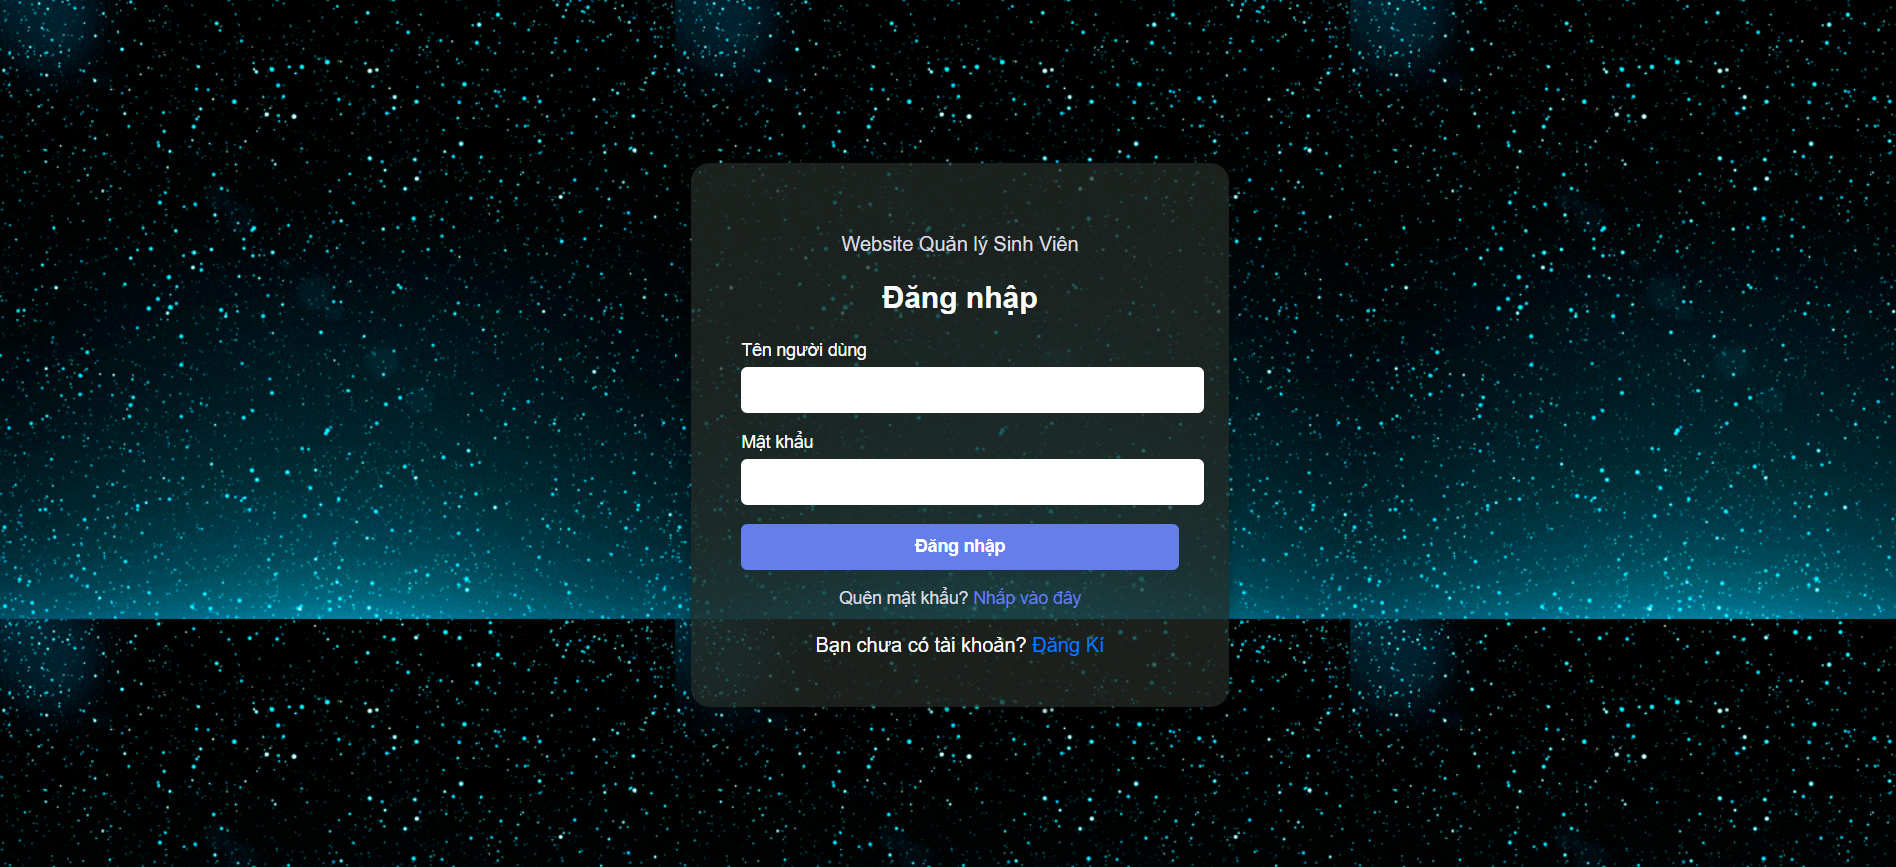 Website Quản lý Sinh Viên
Đăng nhập
Tên người dùng
Mật khẩu
Đăng nhập
Quên mật khẩu? Nhấp vào đây
Bạn chưa có tài khoản? Đăng Kí